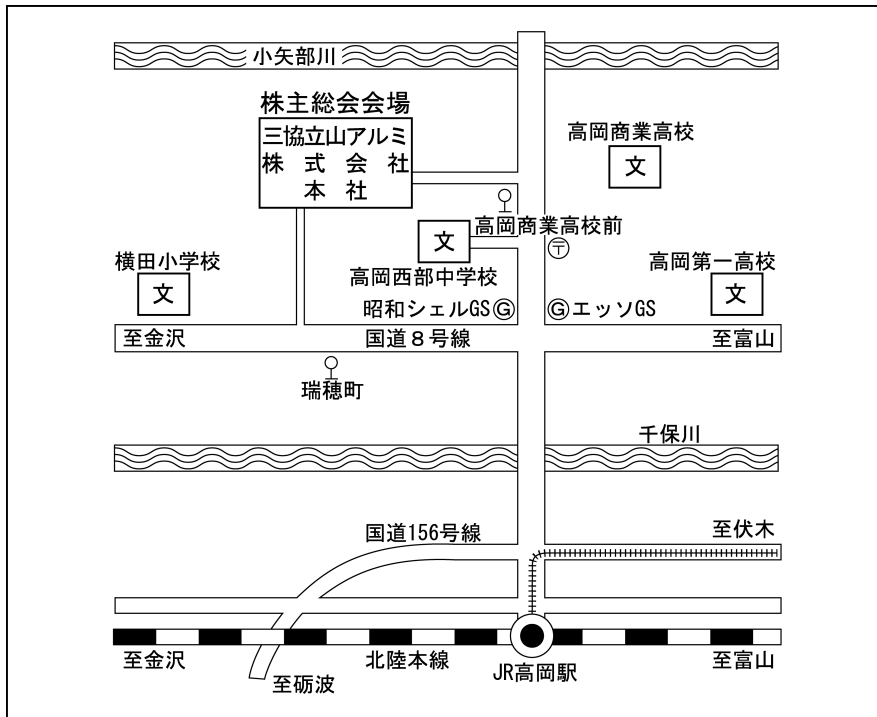 小矢部川
株主総会会場
三協立山アルミ
株式会社
本社
高岡商業高校
文
高岡商業高校前
文
〒
横田小学校
高岡西部中学校
高岡第一高校
文
文
昭和シェルGS Ⓖ
Ⓖ エッソGS
至金沢
国道8号線
至富山
瑞穂町
千保川
国道156号線
至伏木
至金沢
北陸本線
JR高岡駅
至富山
至砺波